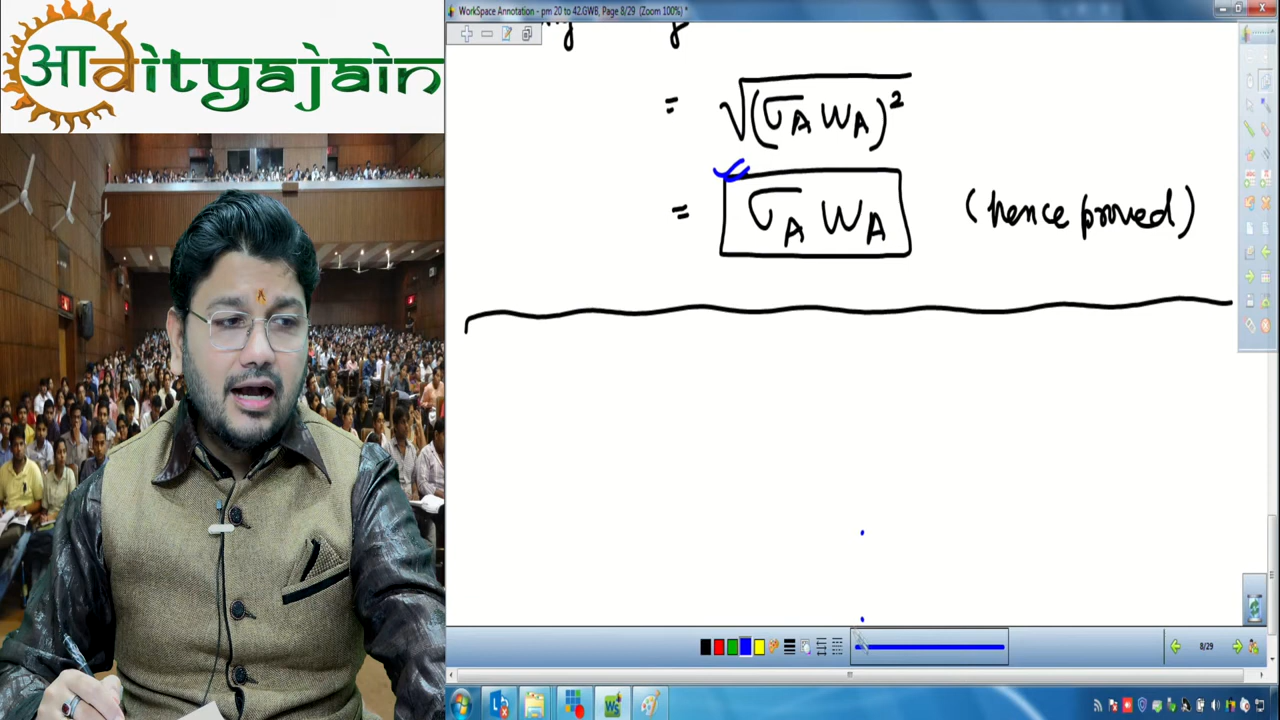 आdityajain
WorkSpace Annotation - pm 20 to 42.GWB, Page 8/29 (Zoom 100%) *
= √(σA WA)²
= σA WA (hence proved)
8/29